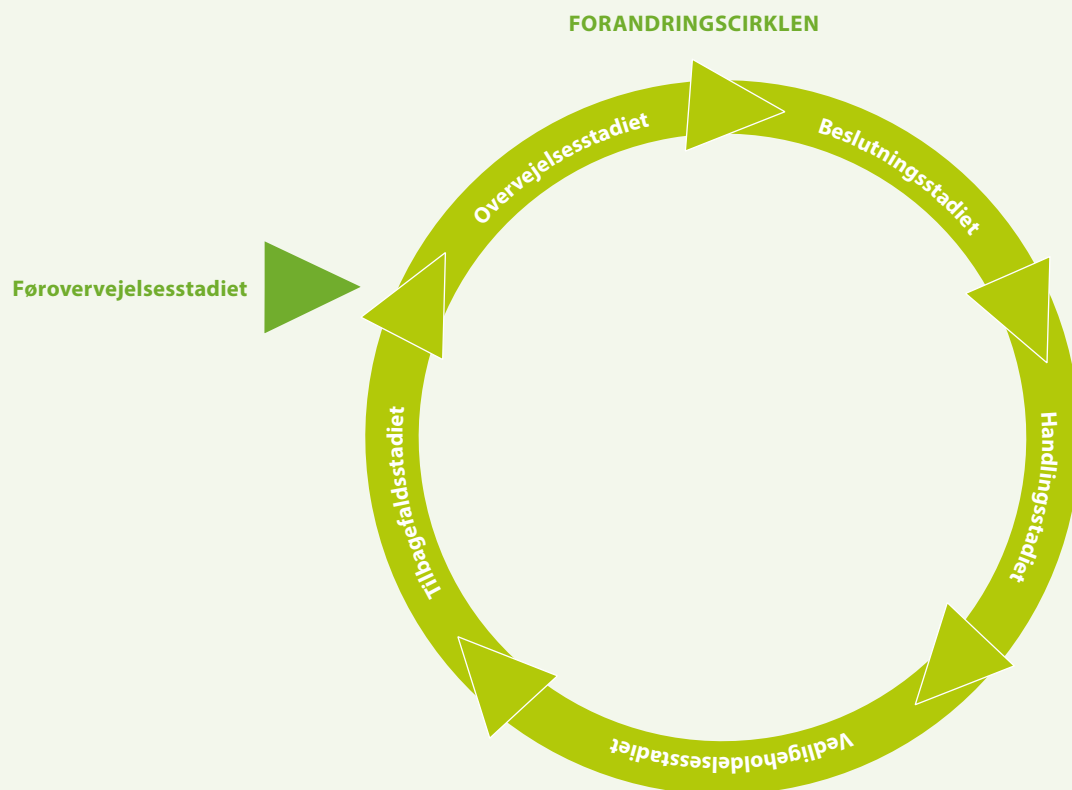 FORANDRINGSCIRKLEN
Førovervejelsesstadiet
Overvejelsesstadiet
Beslutningsstadiet
Handlingsstadiet
Vedligeholdelsesstadiet
Tilbagefaldsstadiet